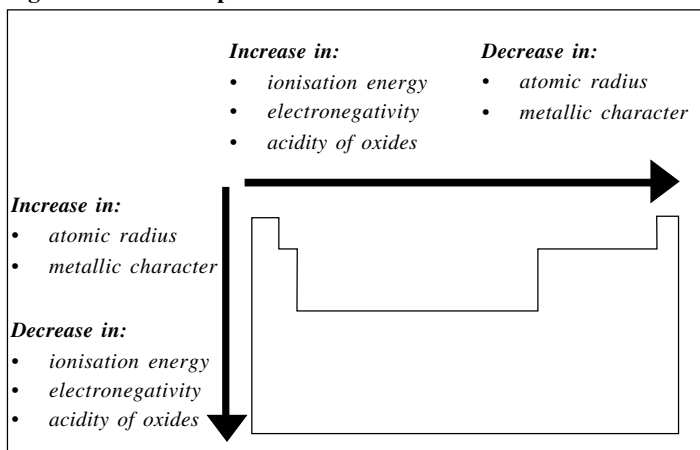 Increase in:
• ionisation energy
• electronegativity
• acidity of oxides
Decrease in:
• atomic radius
• metallic character
Increase in:
• atomic radius
• metallic character
Decrease in:
• ionisation energy
• electronegativity
• acidity of oxides